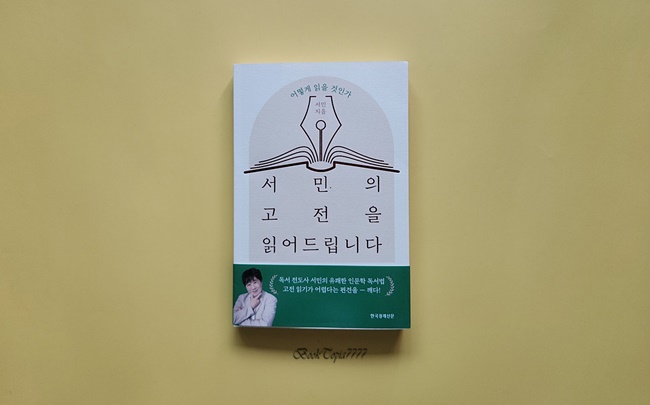 어떻게 읽을 것인가
서민
지음
서민의
고전을
읽어드립니다
독서 전도사 서민의 유쾌한 인문학 독서법
고전 읽기가 어렵다는 편견을 — 깨다!
한국경제신문
BookTopia7777